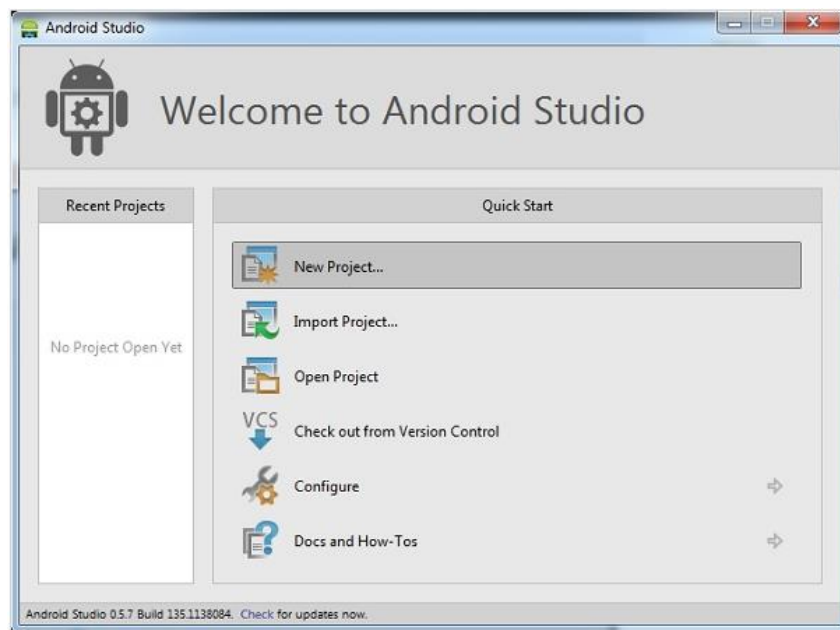 Android Studio
Welcome to Android Studio
Recent Projects
No Project Open Yet
Quick Start
New Project...
Import Project...
Open Project
VCS
Check out from Version Control
Configure
Docs and How-Tos
Android Studio 0.5.7 Build 135.1138084. Check for updates now.